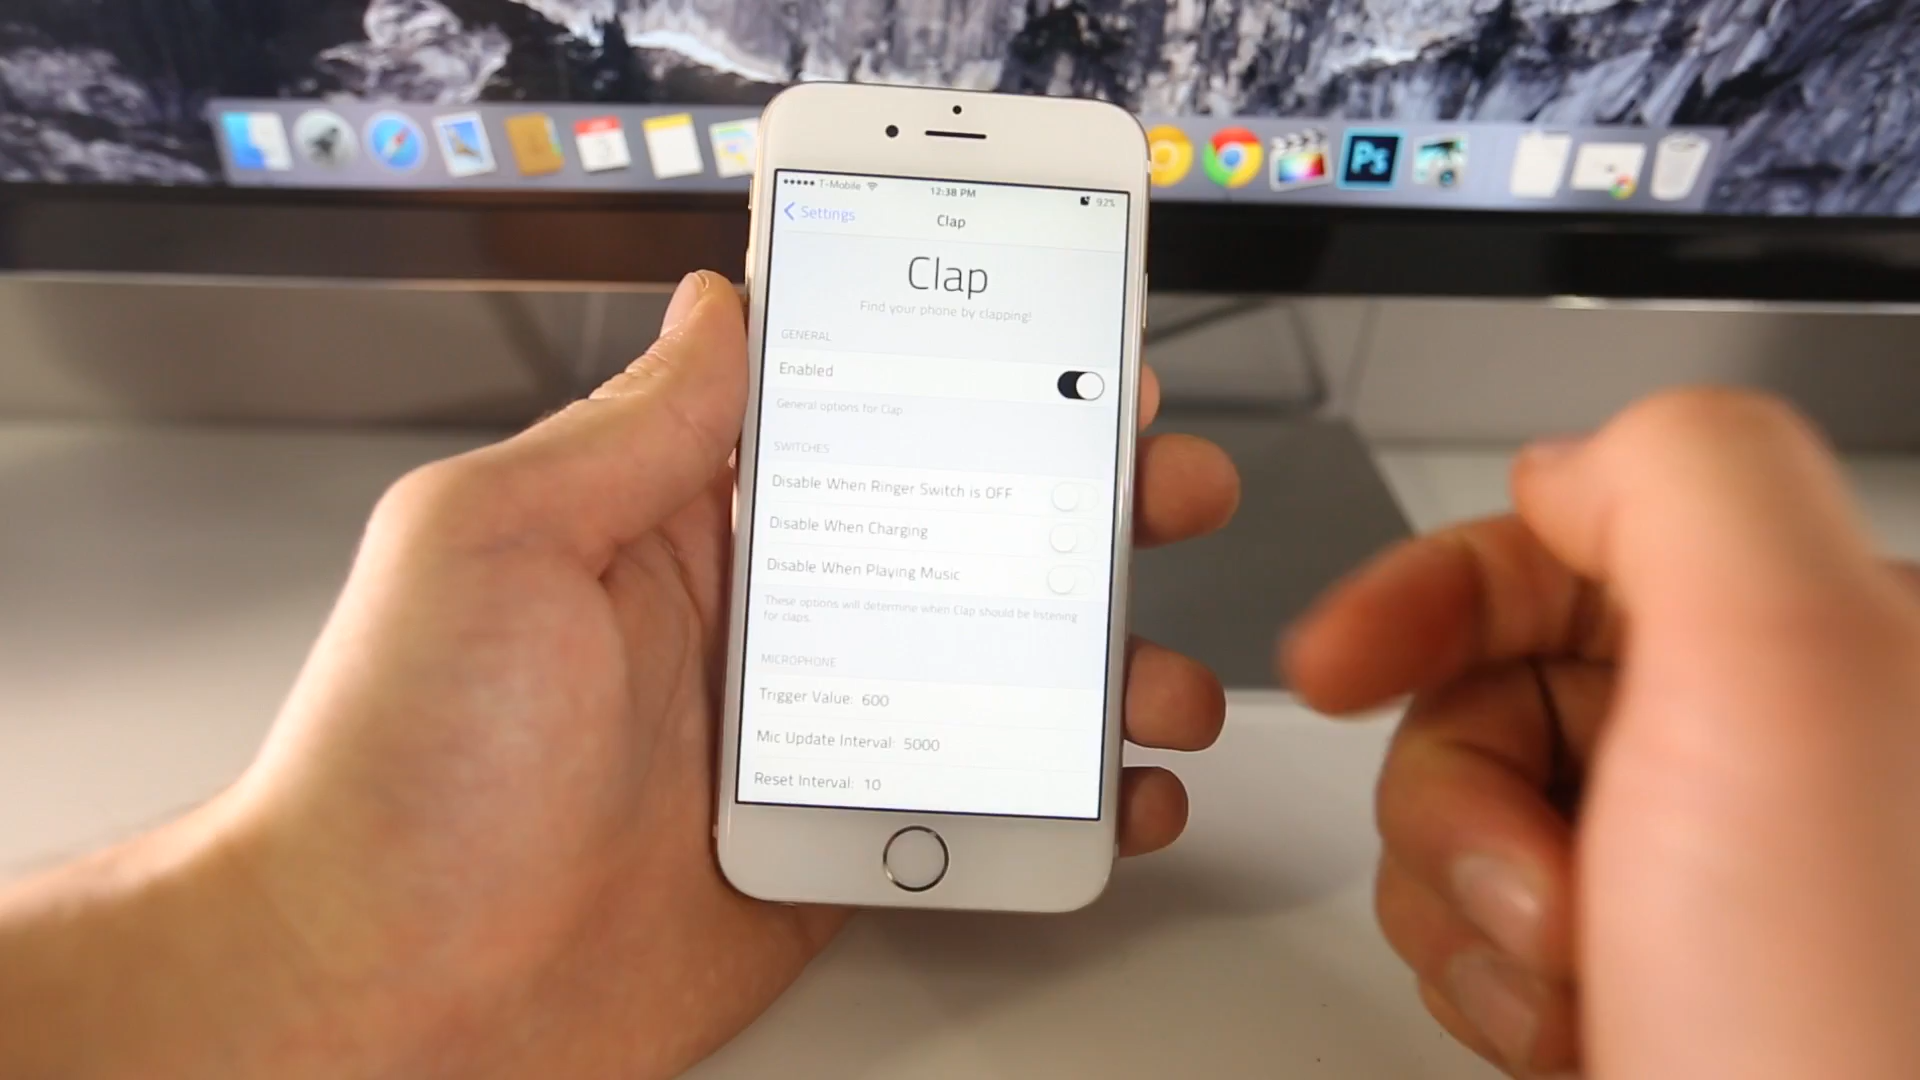 T-Mobile 12:38 PM 92%
Settings Clap
Clap
Find your phone by clapping!
GENERAL
Enabled
General options for Clap
SWITCHES
Disable When Ringer Switch is OFF
Disable When Charging
Disable When Playing Music
These options will determine when Clap should be listening
for claps.
MICROPHONE
Trigger Value: 600
Mic Update Interval: 5000
Reset Interval: 10
Ps
3